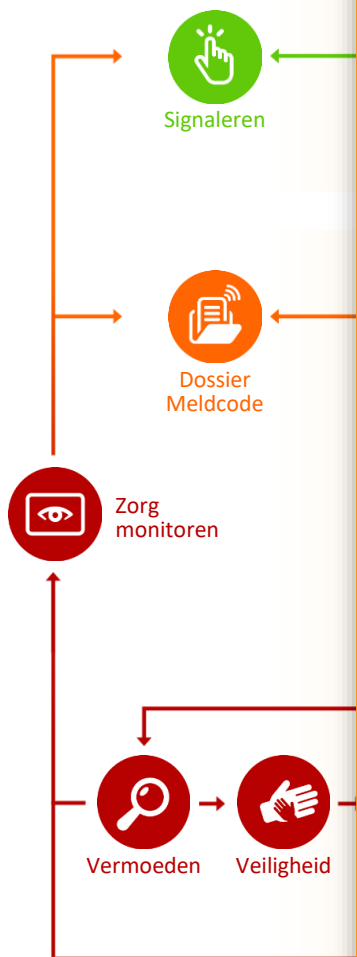 Signaleren
Dossier
Meldcode
Zorg
monitoren
Vermoeden
Veiligheid